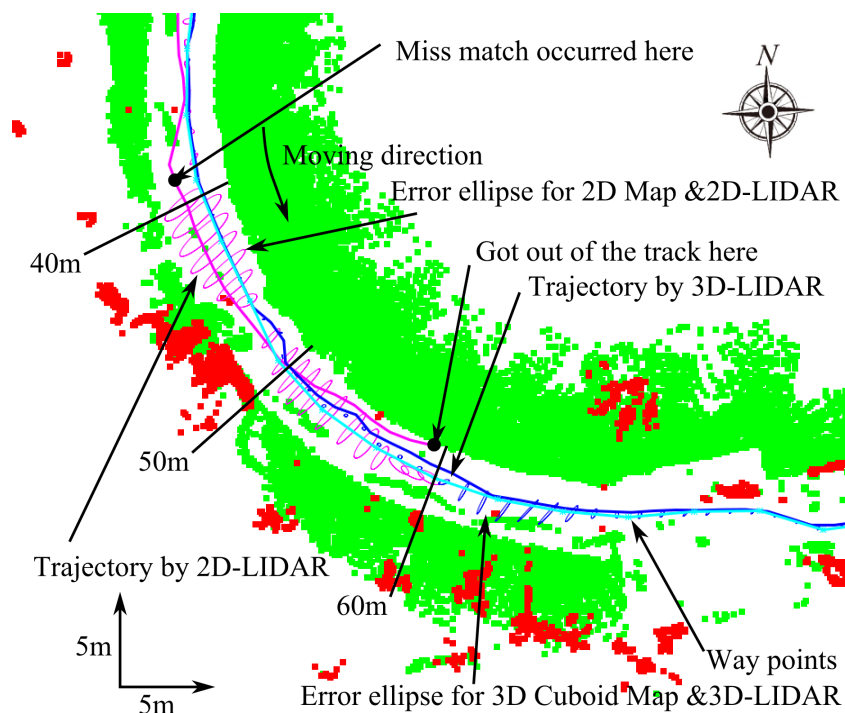 N
Miss match occurred here
Moving direction
Error ellipse for 2D Map &2D-LIDAR
40m
Got out of the track here
Trajectory by 3D-LIDAR
50m
Trajectory by 2D-LIDAR
60m
5m
Way points
5m
Error ellipse for 3D Cuboid Map &3D-LIDAR